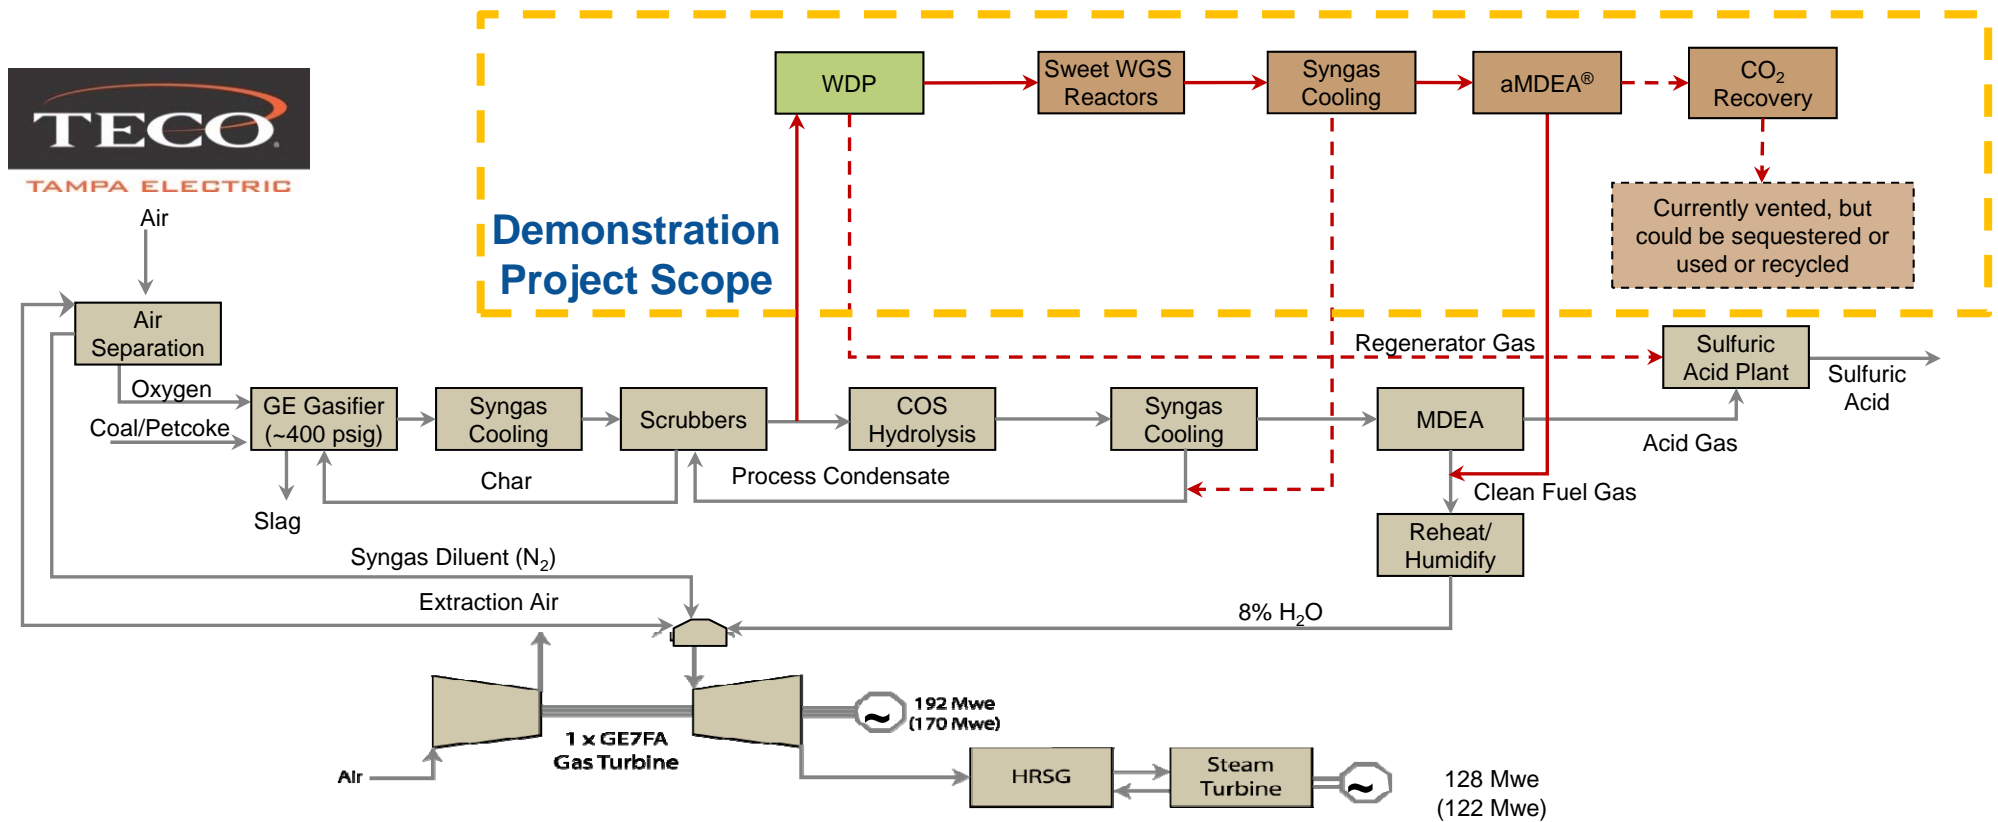 TECO
TAMPA ELECTRIC
WDP
Sweet WGS
Reactors
Syngas
Cooling
aMDEA®
CO₂
Recovery
Currently vented, but
could be sequestered or
used or recycled
Demonstration
Project Scope
Air
Air
Separation
Oxygen
Coal/Petcoke
GE Gasifier
(~400 psig)
Syngas
Cooling
Scrubbers
COS
Hydrolysis
Syngas
Cooling
MDEA
Regenerator Gas
Sulfuric
Acid Plant
Sulfuric
Acid
Acid Gas
Char
Process Condensate
Clean Fuel Gas
Slag
Reheat/
Humidify
Syngas Diluent (N₂)
Extraction Air
8% H₂O
192 Mwe
(170 Mwe)
1 x GE7FA
Gas Turbine
Air
HRSG
Steam
Turbine
128 Mwe
(122 Mwe)